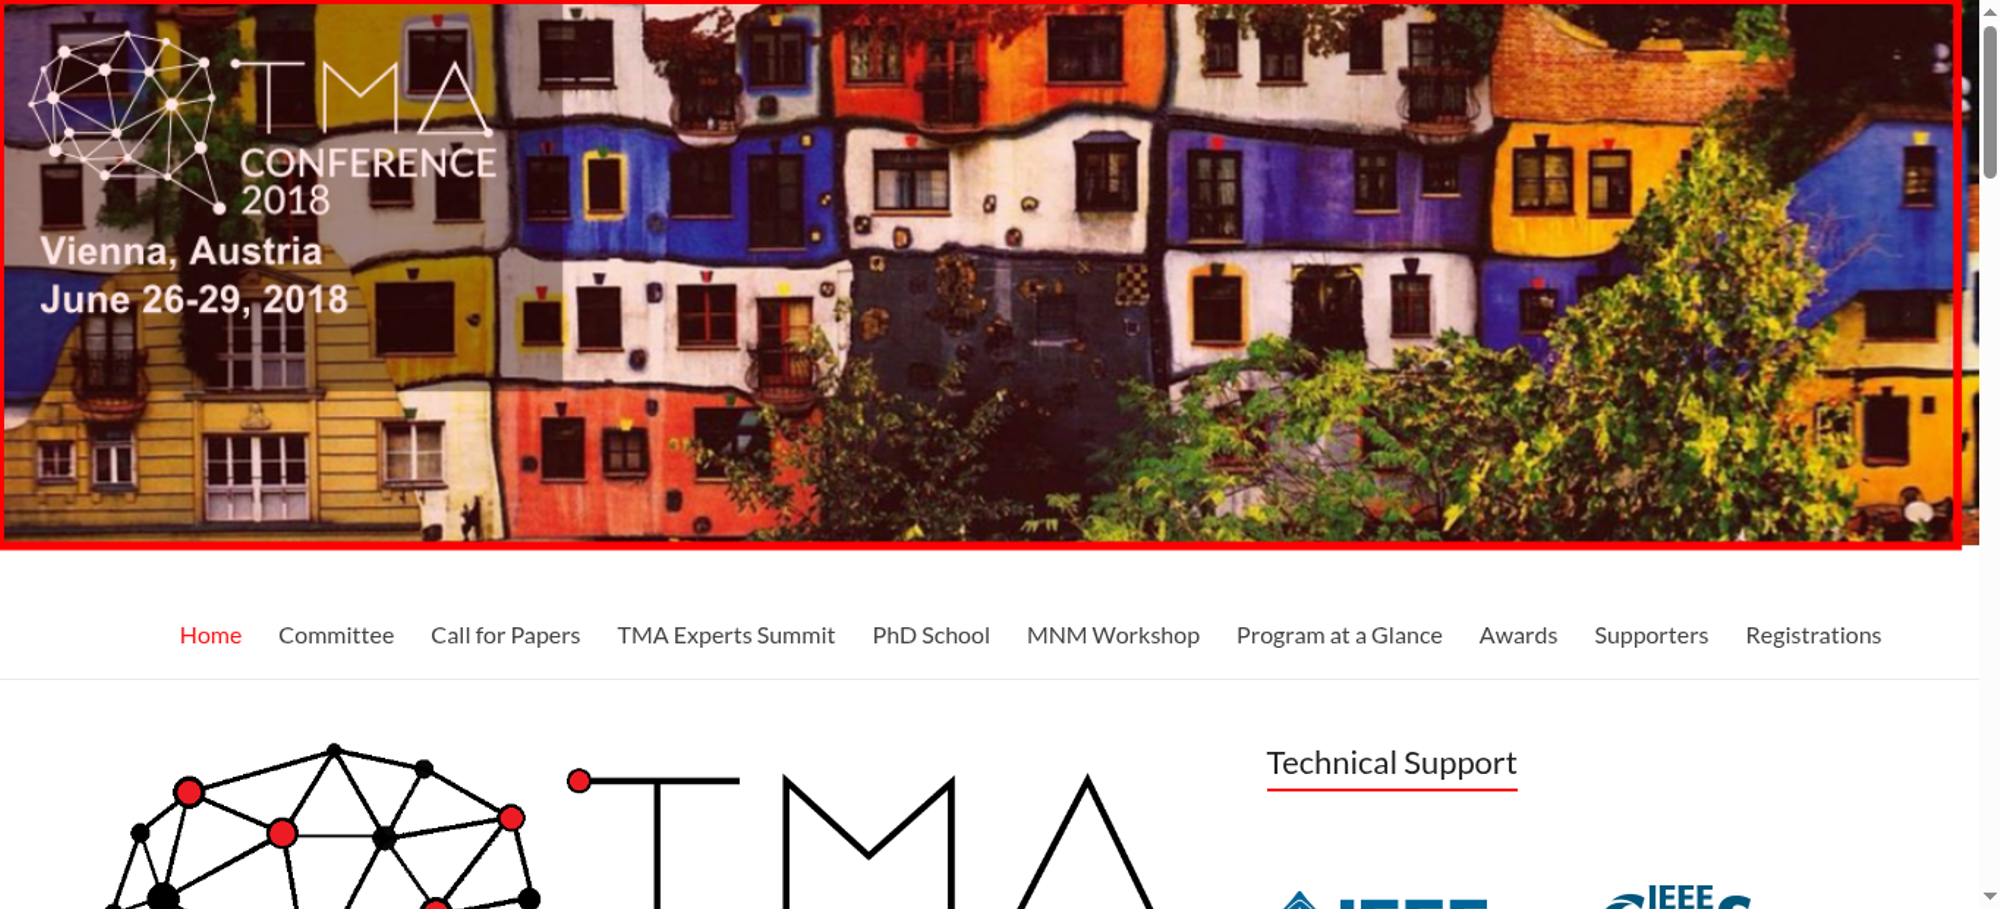 TMA
CONFERENCE
2018
Vienna, Austria
June 26-29, 2018
Home Committee Call for Papers TMA Experts Summit PhD School MNM Workshop Program at a Glance Awards Supporters Registrations
TMA
Technical Support
IEEE
IEEE